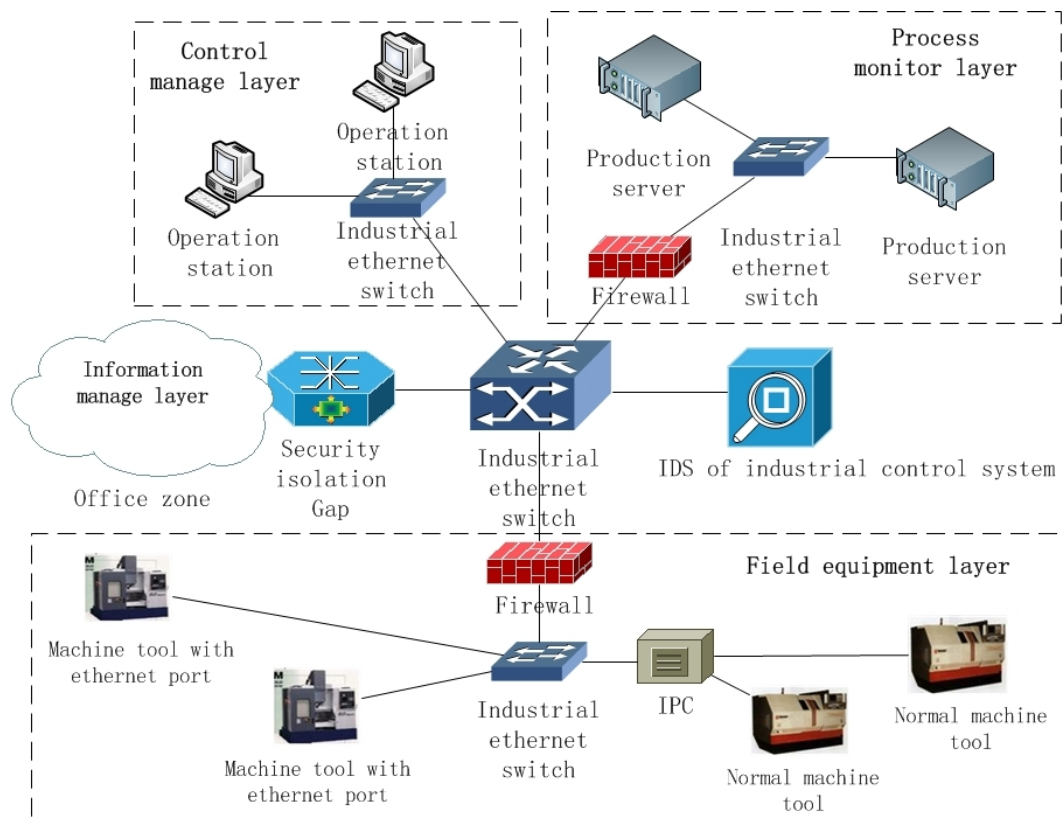 Control
manage layer
Operation
station
Operation
station
Industrial
ethernet
switch
Process
monitor layer
Production
server
Production
server
Industrial
ethernet
switch
Firewall
Information
manage layer
Office zone
Security
isolation
Gap
Industrial
ethernet
switch
IDS of industrial control system
Field equipment layer
Firewall
M
Machine tool with
ethernet port
M
Machine tool with
ethernet port
Industrial
ethernet
switch
IPC
Normal machine
tool
Normal machine
tool